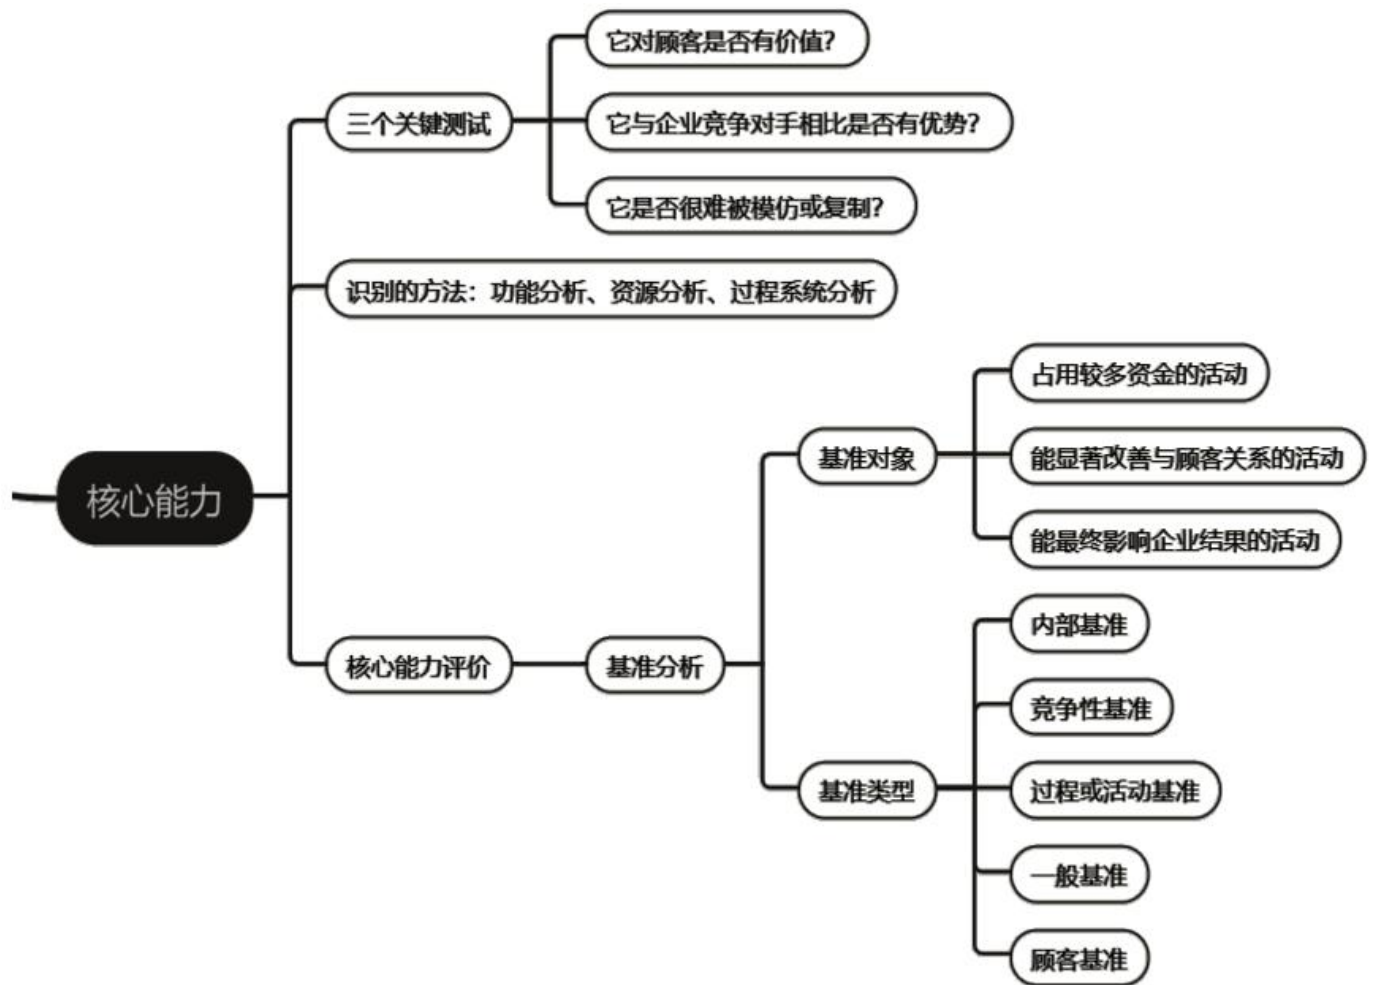 核心能力
三个关键测试
它对顾客是否有价值？
它与企业竞争对手相比是否有优势？
它是否很难被模仿或复制？
识别的方法：功能分析、资源分析、过程系统分析
核心能力评价
基准分析
基准对象
占用较多资金的活动
能显著改善与顾客关系的活动
能最终影响企业结果的活动
基准类型
内部基准
竞争性基准
过程或活动基准
一般基准
顾客基准